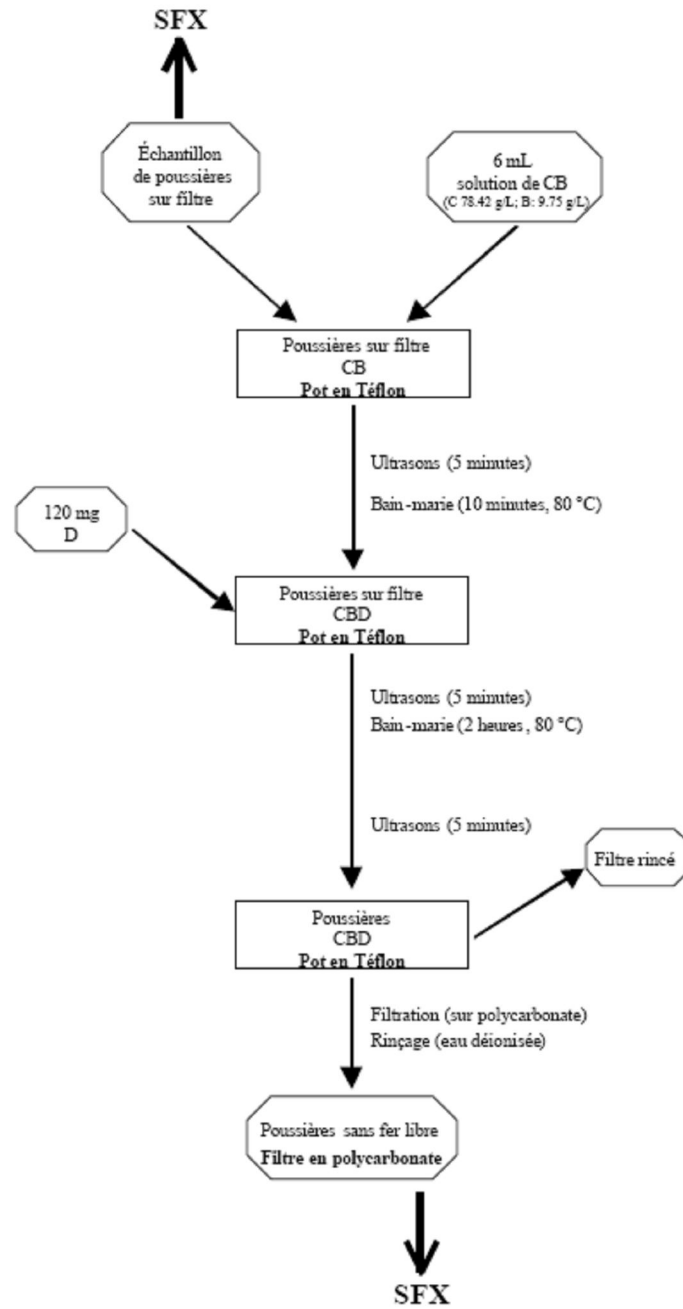 SFX
Échantillon
de poussières
sur filtre
6 mL
solution de CB
(C 78.42 g/L; B: 9.75 g/L)
Poussières sur filtre
CB
Pot en Téflon
Ultrasons (5 minutes)
Bain-marie (10 minutes, 80 °C)
120 mg
D
Poussières sur filtre
CBD
Pot en Téflon
Ultrasons (5 minutes)
Bain-marie (2 heures, 80 °C)
Ultrasons (5 minutes)
Filtre rincé
Poussières
CBD
Pot en Téflon
Filtration (sur polycarbonate)
Rinçage (eau déionisée)
Poussières sans fer libre
Filtre en polycarbonate
SFX